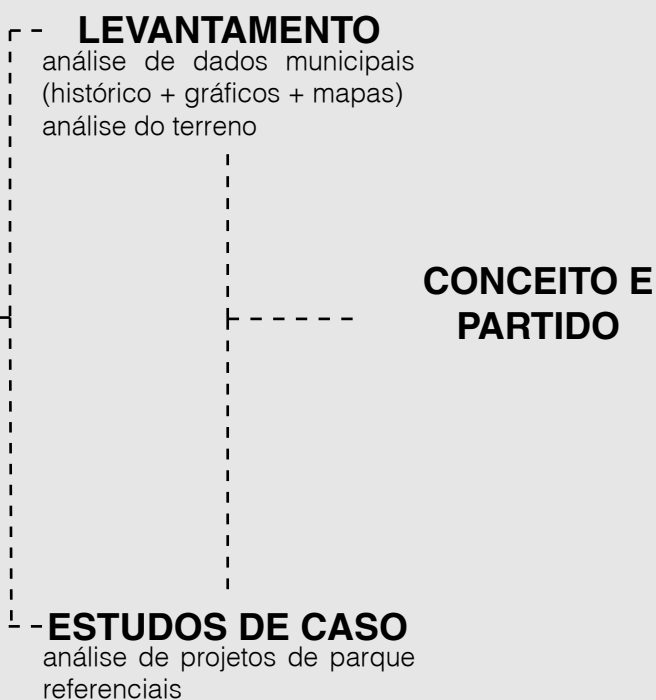 LEVANTAMENTO
análise de dados municipais
(histórico + gráficos + mapas)
análise do terreno
CONCEITO E
PARTIDO
ESTUDOS DE CASO
análise de projetos de parque
referenciais